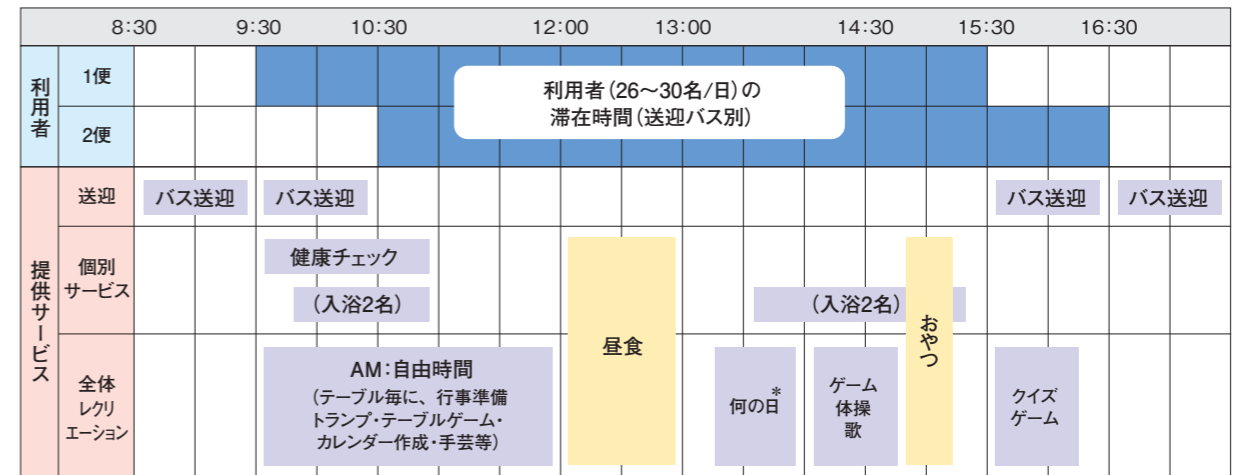 8:30 9:30 10:30 12:00 13:00 14:30 15:30 16:30
利用者
1便
利用者（26～30名/日）の
滞在時間（送迎バス別）
2便
提供サービス
送迎
バス送迎 バス送迎 バス送迎 バス送迎
個別
サービス
健康チェック
（入浴2名） （入浴2名）
昼食
おやつ
全体
レクリ
エーション
AM：自由時間
（テーブル毎に、行事準備
トランプ・テーブルゲーム・
カレンダー作成・手芸等）
何の日*
ゲーム
体操
歌
クイズ
ゲーム